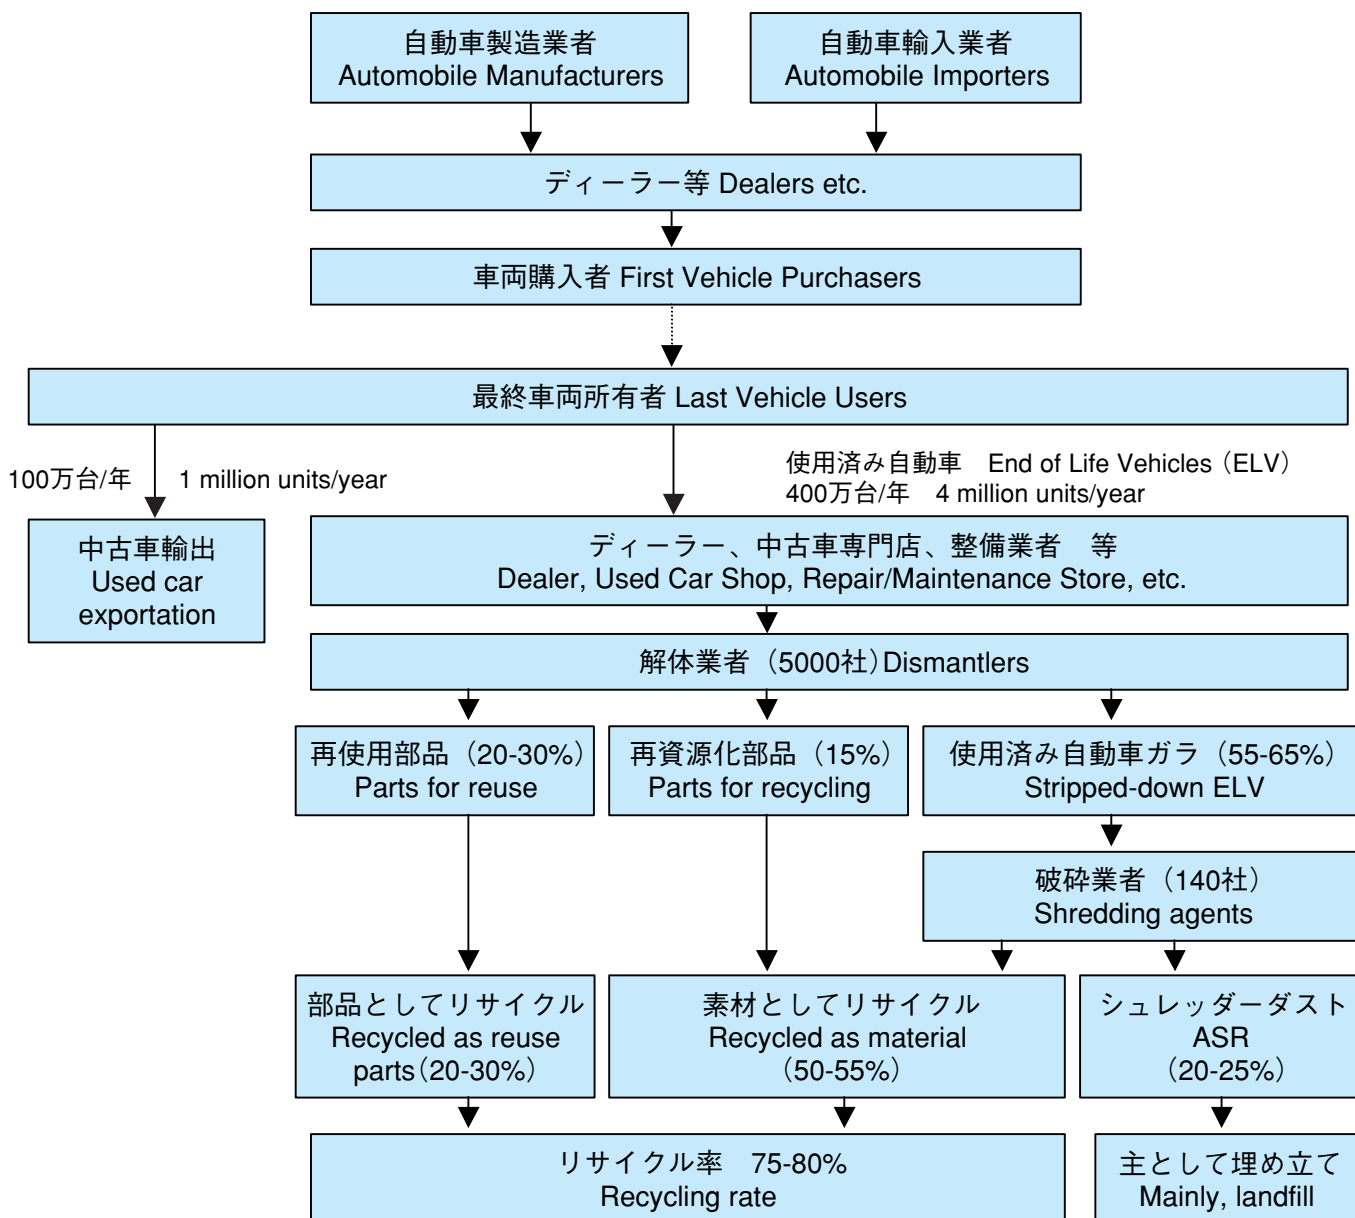 自動車製造業者
Automobile Manufacturers
自動車輸入業者
Automobile Importers
ディーラー等 Dealers etc.
車両購入者 First Vehicle Purchasers
最終車両所有者 Last Vehicle Users
100万台/年　1 million units/year
使用済み自動車　End of Life Vehicles（ELV）
400万台/年　4 million units/year
中古車輸出
Used car
exportation
ディーラー、中古車専門店、整備業者　等
Dealer, Used Car Shop, Repair/Maintenance Store, etc.
解体業者（5000社）Dismantlers
再使用部品（20-30%）
Parts for reuse
再資源化部品（15%）
Parts for recycling
使用済み自動車ガラ（55-65%）
Stripped-down ELV
破砕業者（140社）
Shredding agents
部品としてリサイクル
Recycled as reuse
parts（20-30%）
素材としてリサイクル
Recycled as material
（50-55%）
シュレッダーダスト
ASR
（20-25%）
リサイクル率　75-80%
Recycling rate
主として埋め立て
Mainly, landfill